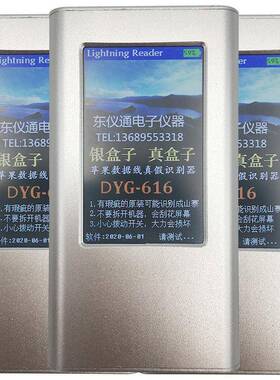 Lightning Reader
东仪通电子仪器
TEL:13689553318
银盒子 真盒子
苹果数据线真假识别器
DYG-616
1.有瑕疵的原装可能识别成山寨
2.不要拆开机器,会刮花屏幕
3.小心拨动开关,大力会损坏
软件:2020-06-01 请测试...